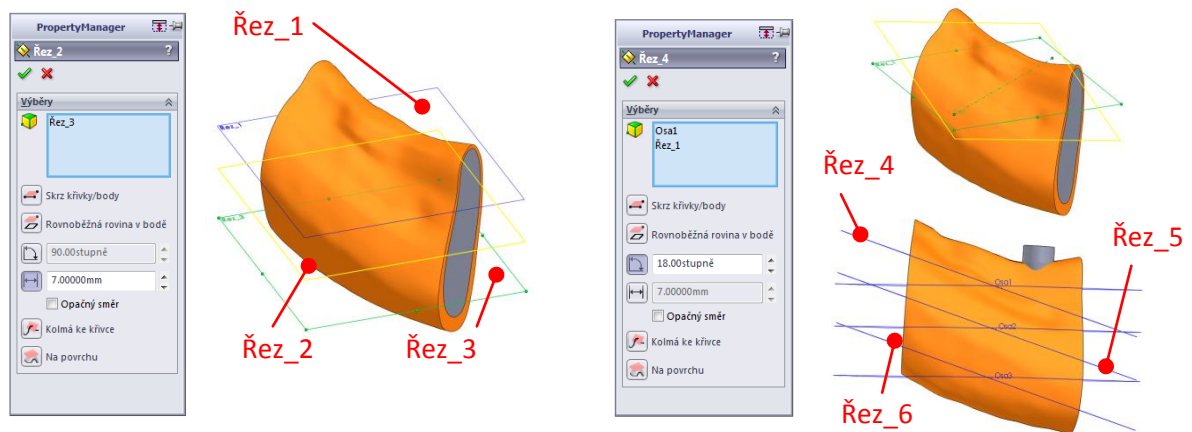 PropertyManager
Řez_2 ?
Výběry
Řez_3
Skrz křivky/body
Rovnoběžná rovina v bodě
90.00stupně
7.00000mm
Opačný směr
Kolmá ke křivce
Na povrchu
Řez_1
Řez_1
Řez_2
Řez_3
PropertyManager
Řez_4 ?
Výběry
Osa1
Řez_1
Skrz křivky/body
Rovnoběžná rovina v bodě
18.00stupně
7.00000mm
Opačný směr
Kolmá ke křivce
Na povrchu
Řez_4
Řez_5
Osa1
Osa2
Osa3
Řez_6